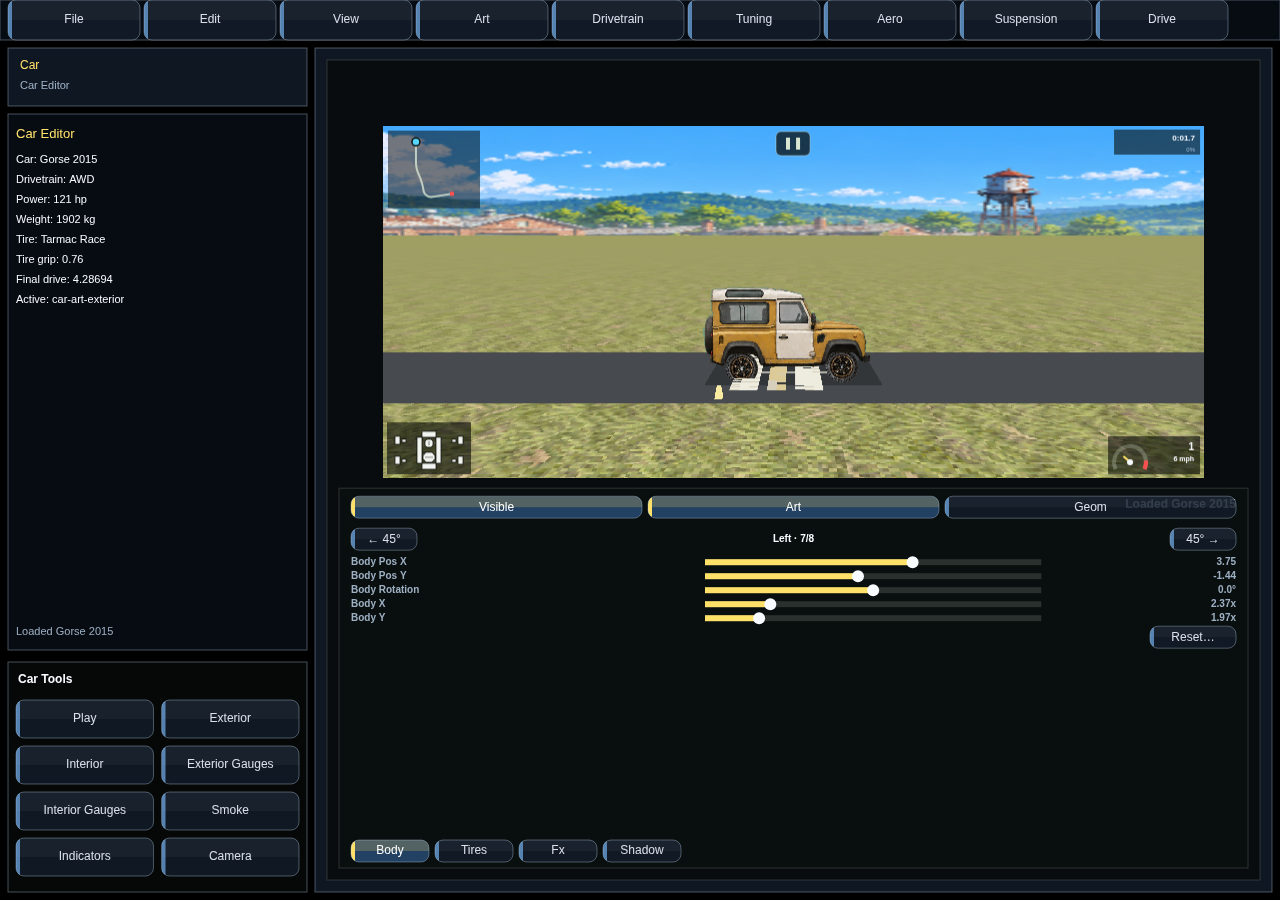 File Edit View Art Drivetrain Tuning Aero Suspension Drive
Car
Car Editor
Car Editor
Car: Gorse 2015
Drivetrain: AWD
Power: 121 hp
Weight: 1902 kg
Tire: Tarmac Race
Tire grip: 0.76
Final drive: 4.28694
Active: car-art-exterior
Loaded Gorse 2015
Car Tools
Play Exterior
Interior Exterior Gauges
Interior Gauges Smoke
Indicators Camera
0:01.7
0%
1
6 mph
Visible Art Geom Loaded Gorse 2015
← 45° Left · 7/8 45° →
Body Pos X 3.75
Body Pos Y -1.44
Body Rotation 0.0°
Body X 2.37x
Body Y 1.97x
Reset…
Body Tires Fx Shadow